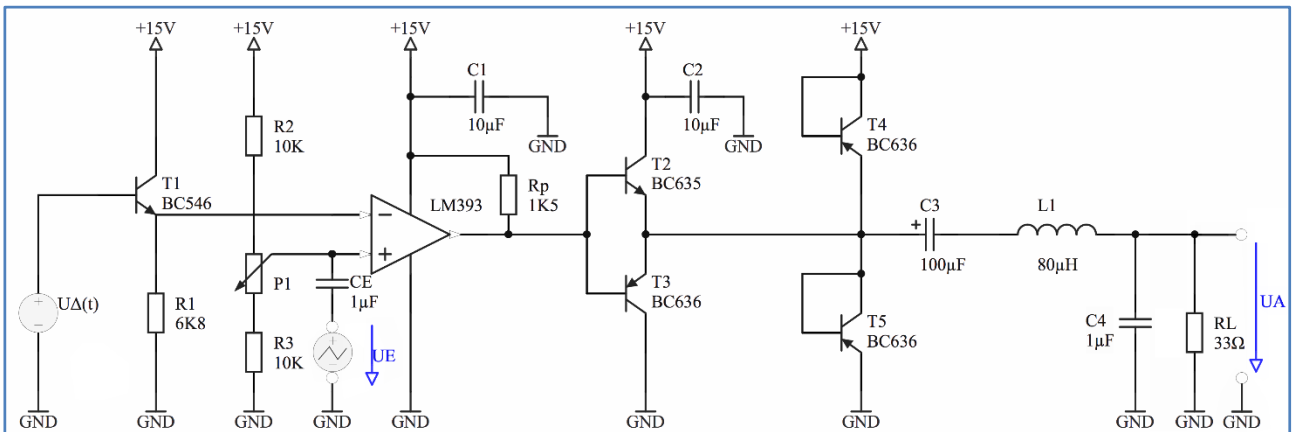 +15V
+15V
+15V
+15V
+15V
C1
10µF
GND
C2
10µF
GND
R2
10K
T4
BC636
T1
BC546
T2
BC635
Rp
1K5
LM393
−
+
C3
+
100µF
L1
80µH
P1
CE
1µF
T3
BC636
UΔ(t)
+
−
R1
6K8
R3
10K
+
−
UE
T5
BC636
C4
1µF
RL
33Ω
UA
GND
GND
GND
GND
GND
GND
GND
GND
GND
GND